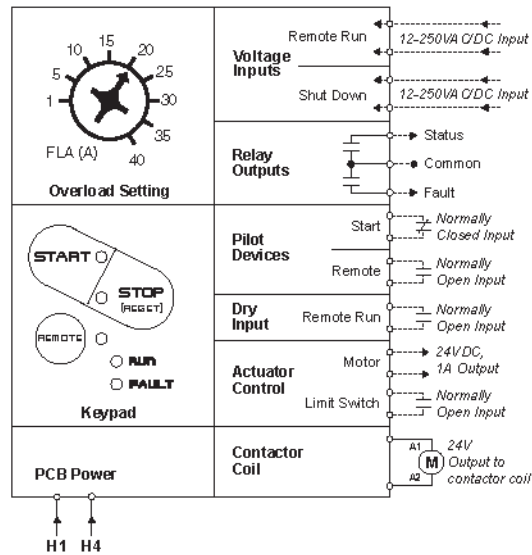 15
10
20
5
25
1
30
35
FLA (A)
40
Overload Setting
START
STOP
(RESET)
REMOTE
RUN
FAULT
Keypad
PCB Power
H1 H4
Voltage
Inputs
Remote Run
12-250VA C/DC Input
Shut Down
12-250VA C/DC Input
Relay
Outputs
Status
Common
Fault
Pilot
Devices
Start
Normally
Closed Input
Remote
Normally
Open Input
Dry
Input
Remote Run
Normally
Open Input
Actuator
Control
Motor
24VDC,
1A Output
Limit Switch
Normally
Open Input
Contactor
Coil
A1
M
A2
24V
Output to
contactor coil